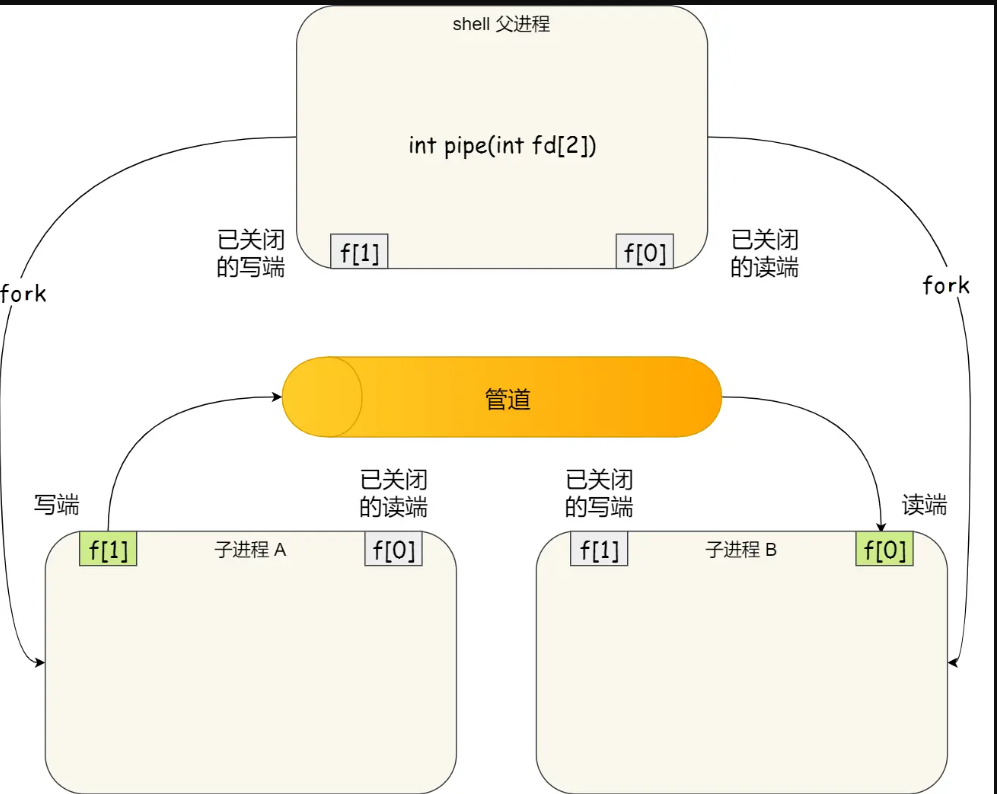 shell 父进程
int pipe(int fd[2])
已关闭
的写端
f[1]
f[0]
已关闭
的读端
fork
fork
管道
写端
已关闭
的读端
已关闭
的写端
读端
f[1]
子进程 A
f[0]
f[1]
子进程 B
f[0]